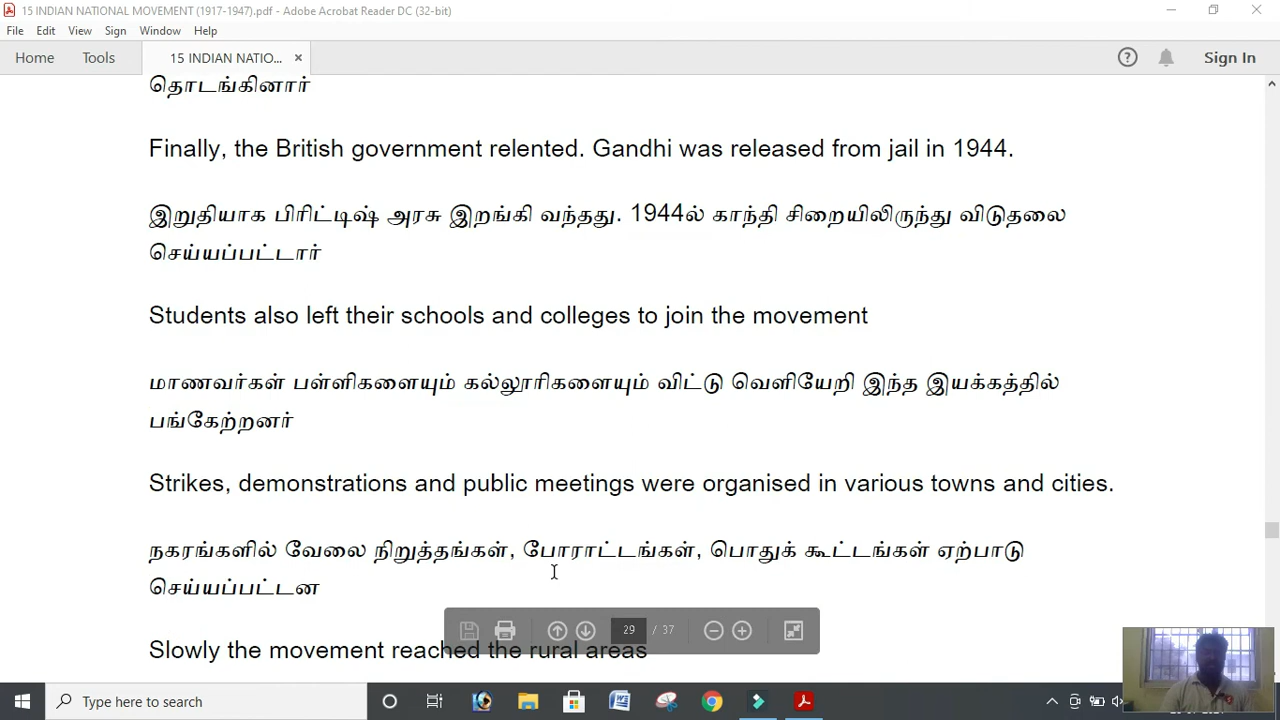 15 INDIAN NATIONAL MOVEMENT (1917-1947).pdf - Adobe Acrobat Reader DC (32-bit)
File Edit View Sign Window Help
Home Tools 15 INDIAN NATIO... Sign In
தொடங்கினார்
Finally, the British government relented. Gandhi was released from jail in 1944.
இறுதியாக பிரிட்டிஷ் அரசு இறங்கி வந்தது. 1944ல் காந்தி சிறையிலிருந்து விடுதலை
செய்யப்பட்டார்
Students also left their schools and colleges to join the movement
மாணவர்கள் பள்ளிகளையும் கல்லூரிகளையும் விட்டு வெளியேறி இந்த இயக்கத்தில்
பங்கேற்றனர்
Strikes, demonstrations and public meetings were organised in various towns and cities.
நகரங்களில் வேலை நிறுத்தங்கள், போராட்டங்கள், பொதுக் கூட்டங்கள் ஏற்பாடு
செய்யப்பட்டன
29 / 37
Slowly the movement reached the rural areas
Type here to search